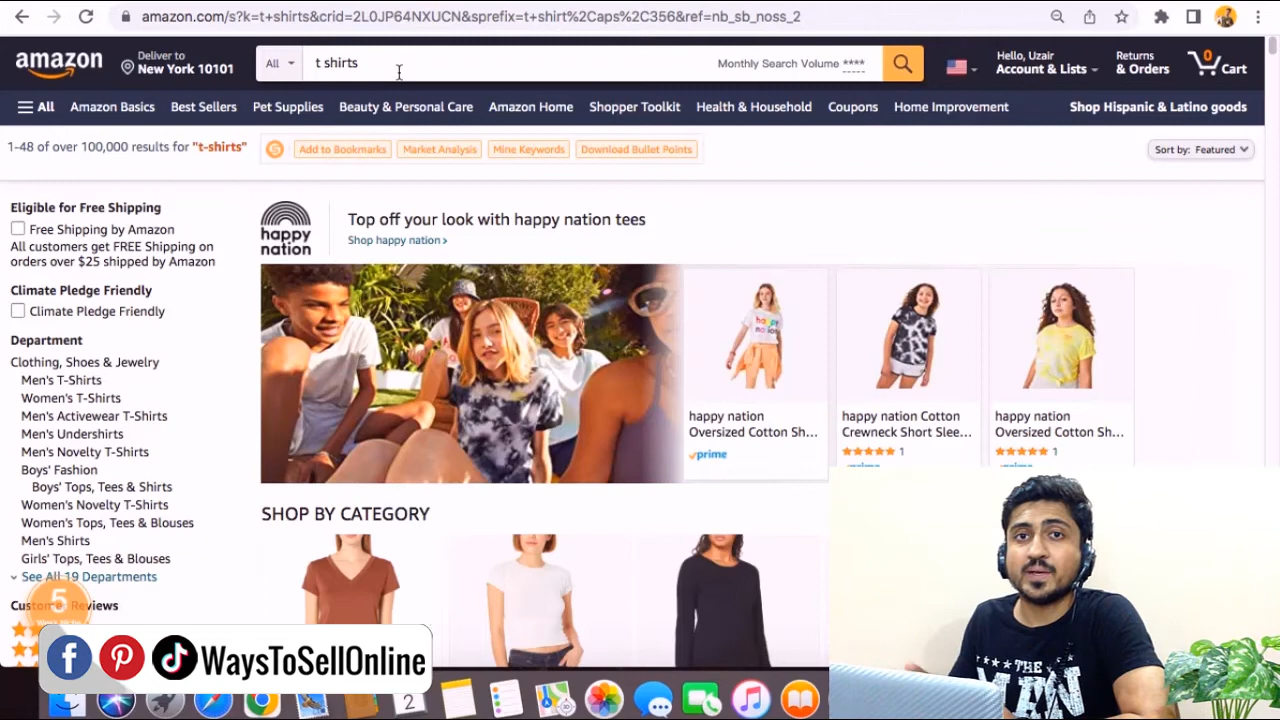 amazon.com/s?k=t+shirts&crid=2L0JP64NXUCN&sprefix=t+shirt%2Caps%2C356&ref=nb_sb_noss_2
amazon
Deliver to
New York 10101
All
t shirts
Monthly Search Volume ****
Hello, Uzair
Account & Lists
Returns
& Orders
0
Cart
All
Amazon Basics
Best Sellers
Pet Supplies
Beauty & Personal Care
Amazon Home
Shopper Toolkit
Health & Household
Coupons
Home Improvement
Shop Hispanic & Latino goods
1-48 of over 100,000 results for "t-shirts"
Add to Bookmarks
Market Analysis
Mine Keywords
Download Bullet Points
Sort by: Featured
Eligible for Free Shipping
Free Shipping by Amazon
All customers get FREE Shipping on
orders over $25 shipped by Amazon
Climate Pledge Friendly
Climate Pledge Friendly
Department
Clothing, Shoes & Jewelry
Men's T-Shirts
Women's T-Shirts
Men's Activewear T-Shirts
Men's Undershirts
Men's Novelty T-Shirts
Boys' Fashion
Boys' Tops, Tees & Shirts
Women's Novelty T-Shirts
Women's Tops, Tees & Blouses
Men's Shirts
Girls' Tops, Tees & Blouses
See All 19 Departments
happy
nation
Top off your look with happy nation tees
Shop happy nation >
happy
nation
happy nation
Oversized Cotton Sh...
prime
happy nation Cotton
Crewneck Short Slee...
1
happy nation
Oversized Cotton Sh...
1
SHOP BY CATEGORY
5
WaysToSellOnline
2
THE